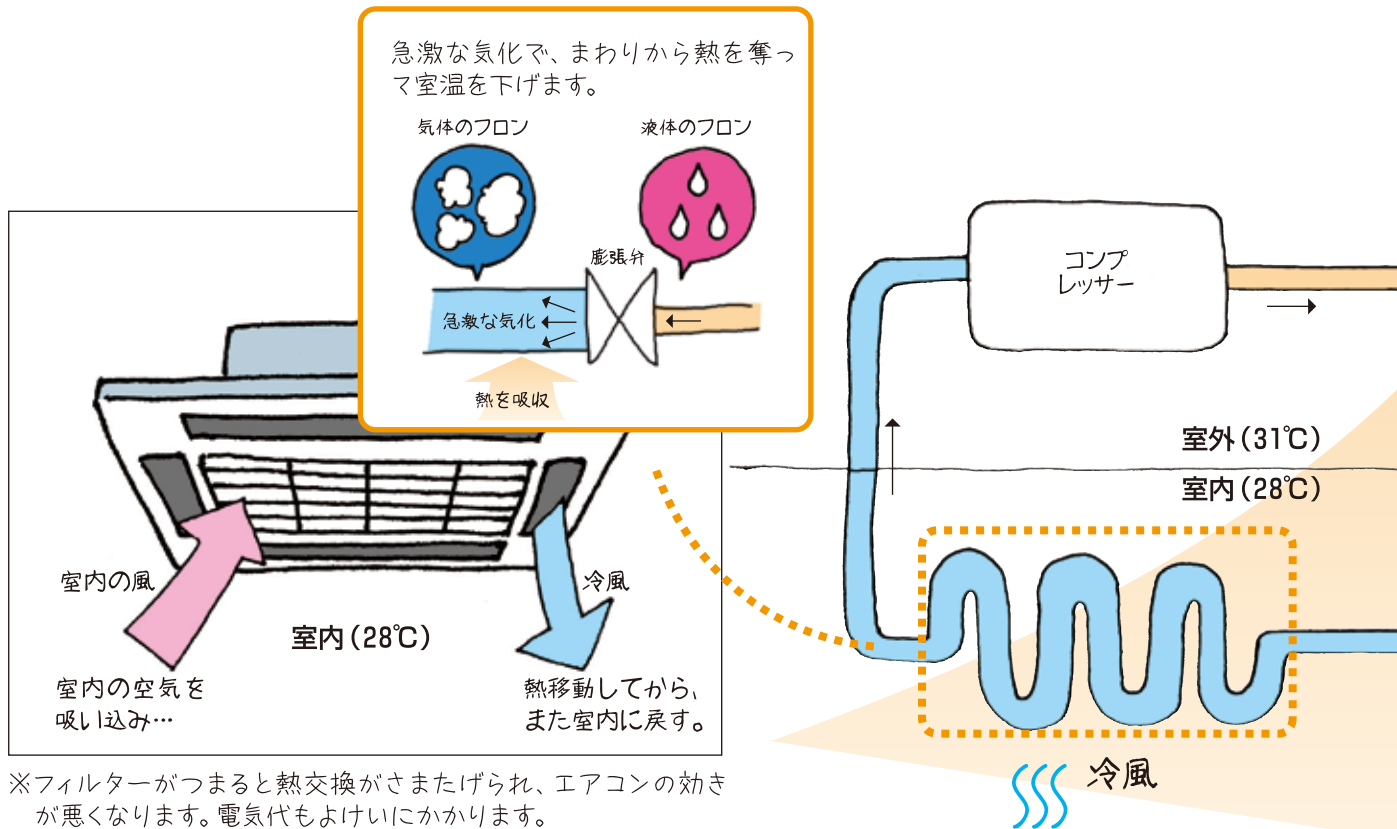 急激な気化で、まわりから熱を奪っ
て室温を下げます。
気体のフロン
液体のフロン
膨張弁
急激な気化
熱を吸収
コンプ
レッサー
室外(31℃)
室内(28℃)
室内の風
冷風
室内(28℃)
室内の空気を
吸い込み…
熱移動してから、
また室内に戻す。
冷風
※フィルターがつまると熱交換がさまたげられ、エアコンの効き
が悪くなります。電気代もよけいにかかります。